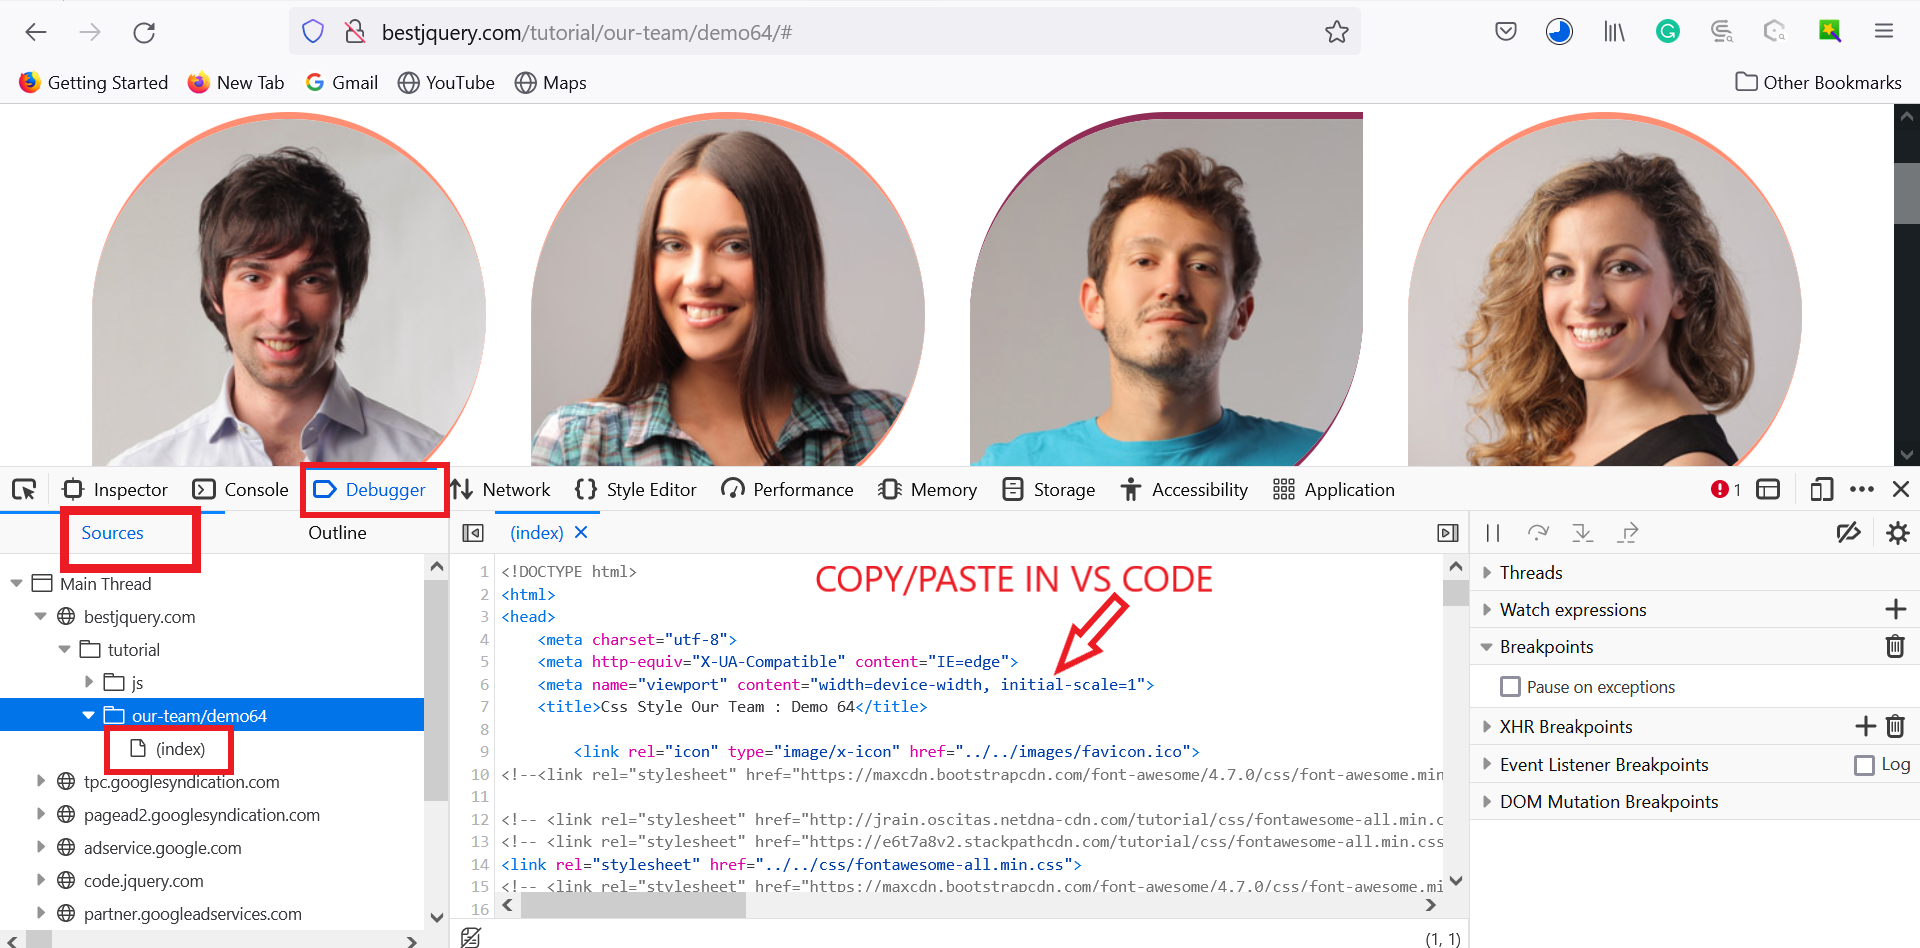 bestjquery.com/tutorial/our-team/demo64/#
Getting Started New Tab Gmail YouTube Maps Other Bookmarks
Inspector Console Debugger Network Style Editor Performance Memory Storage Accessibility Application 1
Sources Outline
(index)
Main Thread
bestjquery.com
tutorial
js
our-team/demo64
(index)
tpc.googlesyndication.com
pagead2.googlesyndication.com
adservice.google.com
code.jquery.com
partner.googleadservices.com
COPY/PASTE IN VS CODE
1 <!DOCTYPE html>
2 <html>
3 <head>
4 <meta charset="utf-8">
5 <meta http-equiv="X-UA-Compatible" content="IE=edge">
6 <meta name="viewport" content="width=device-width, initial-scale=1">
7 <title>Css Style Our Team : Demo 64</title>
8
9 <link rel="icon" type="image/x-icon" href="../../images/favicon.ico">
10 <!--<link rel="stylesheet" href="https://maxcdn.bootstrapcdn.com/font-awesome/4.7.0/css/font-awesome.min
11
12 <!-- <link rel="stylesheet" href="http://jrain.oscitas.netdna-cdn.com/tutorial/css/fontawesome-all.min.c
13 <!-- <link rel="stylesheet" href="https://e6t7a8v2.stackpathcdn.com/tutorial/css/fontawesome-all.min.css
14 <link rel="stylesheet" href="../../css/fontawesome-all.min.css">
15 <!-- <link rel="stylesheet" href="https://maxcdn.bootstrapcdn.com/font-awesome/4.7.0/css/font-awesome.mi
16
(1, 1)
Threads
Watch expressions
Breakpoints
Pause on exceptions
XHR Breakpoints
Event Listener Breakpoints Log
DOM Mutation Breakpoints